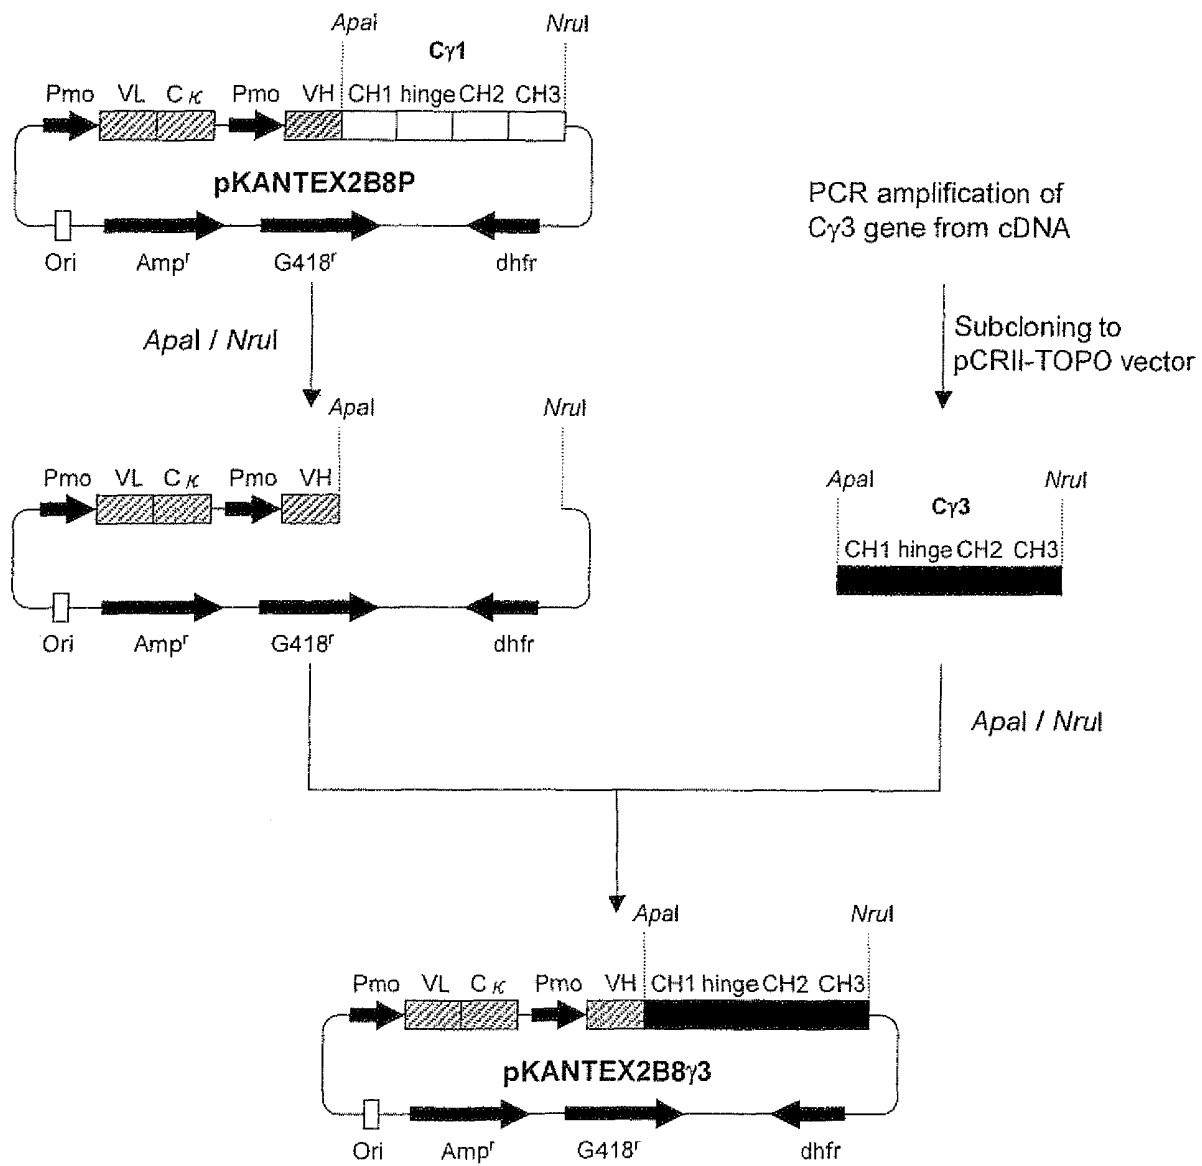 ApaI NruI
Cγ1
Pmo VL Cκ Pmo VH CH1 hinge CH2 CH3
pKANTEX2B8P
Ori Ampʳ G418ʳ dhfr
PCR amplification of
Cγ3 gene from cDNA
ApaI / NruI
Subcloning to
pCRII-TOPO vector
ApaI NruI
Pmo VL Cκ Pmo VH
Ori Ampʳ G418ʳ dhfr
ApaI NruI
Cγ3
CH1 hinge CH2 CH3
ApaI / NruI
ApaI NruI
Pmo VL Cκ Pmo VH CH1 hinge CH2 CH3
pKANTEX2B8γ3
Ori Ampʳ G418ʳ dhfr